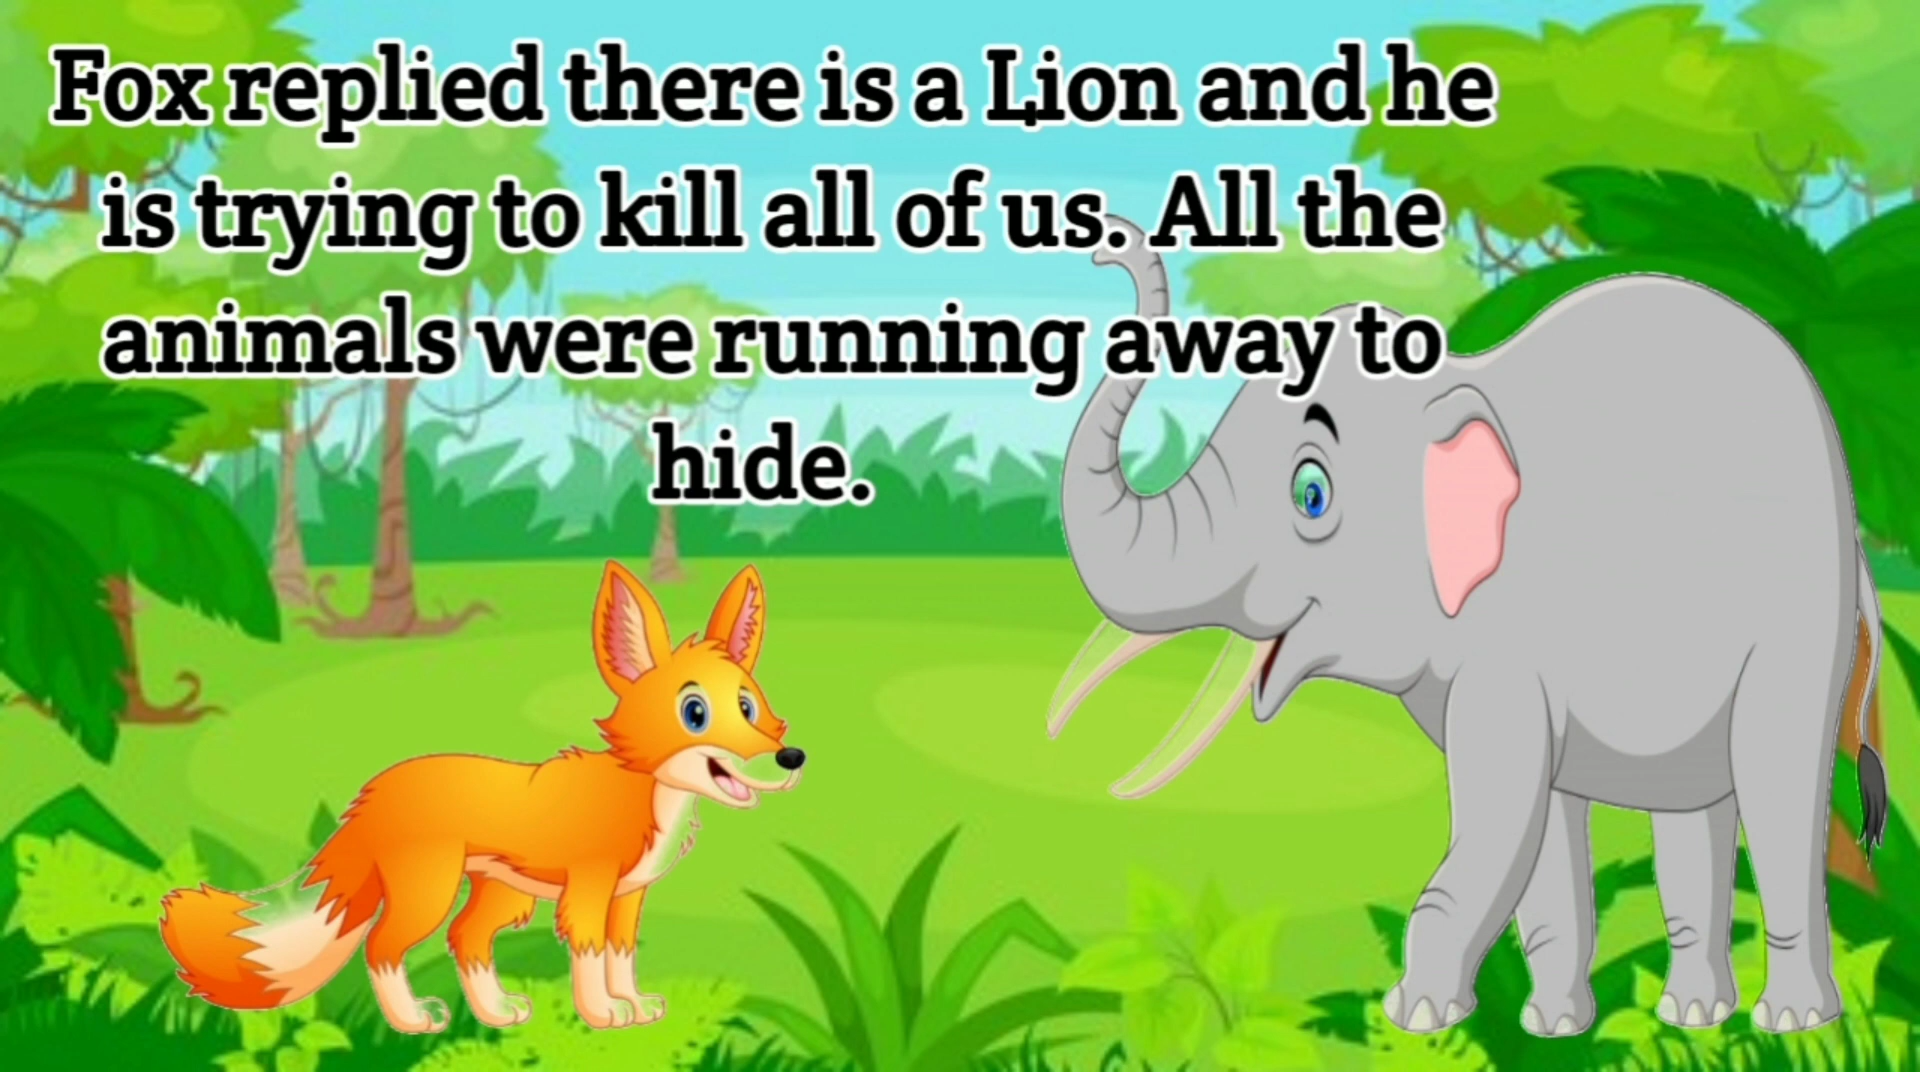 Fox replied there is a Lion and he
is trying to kill all of us. All the
animals were running away to
hide.